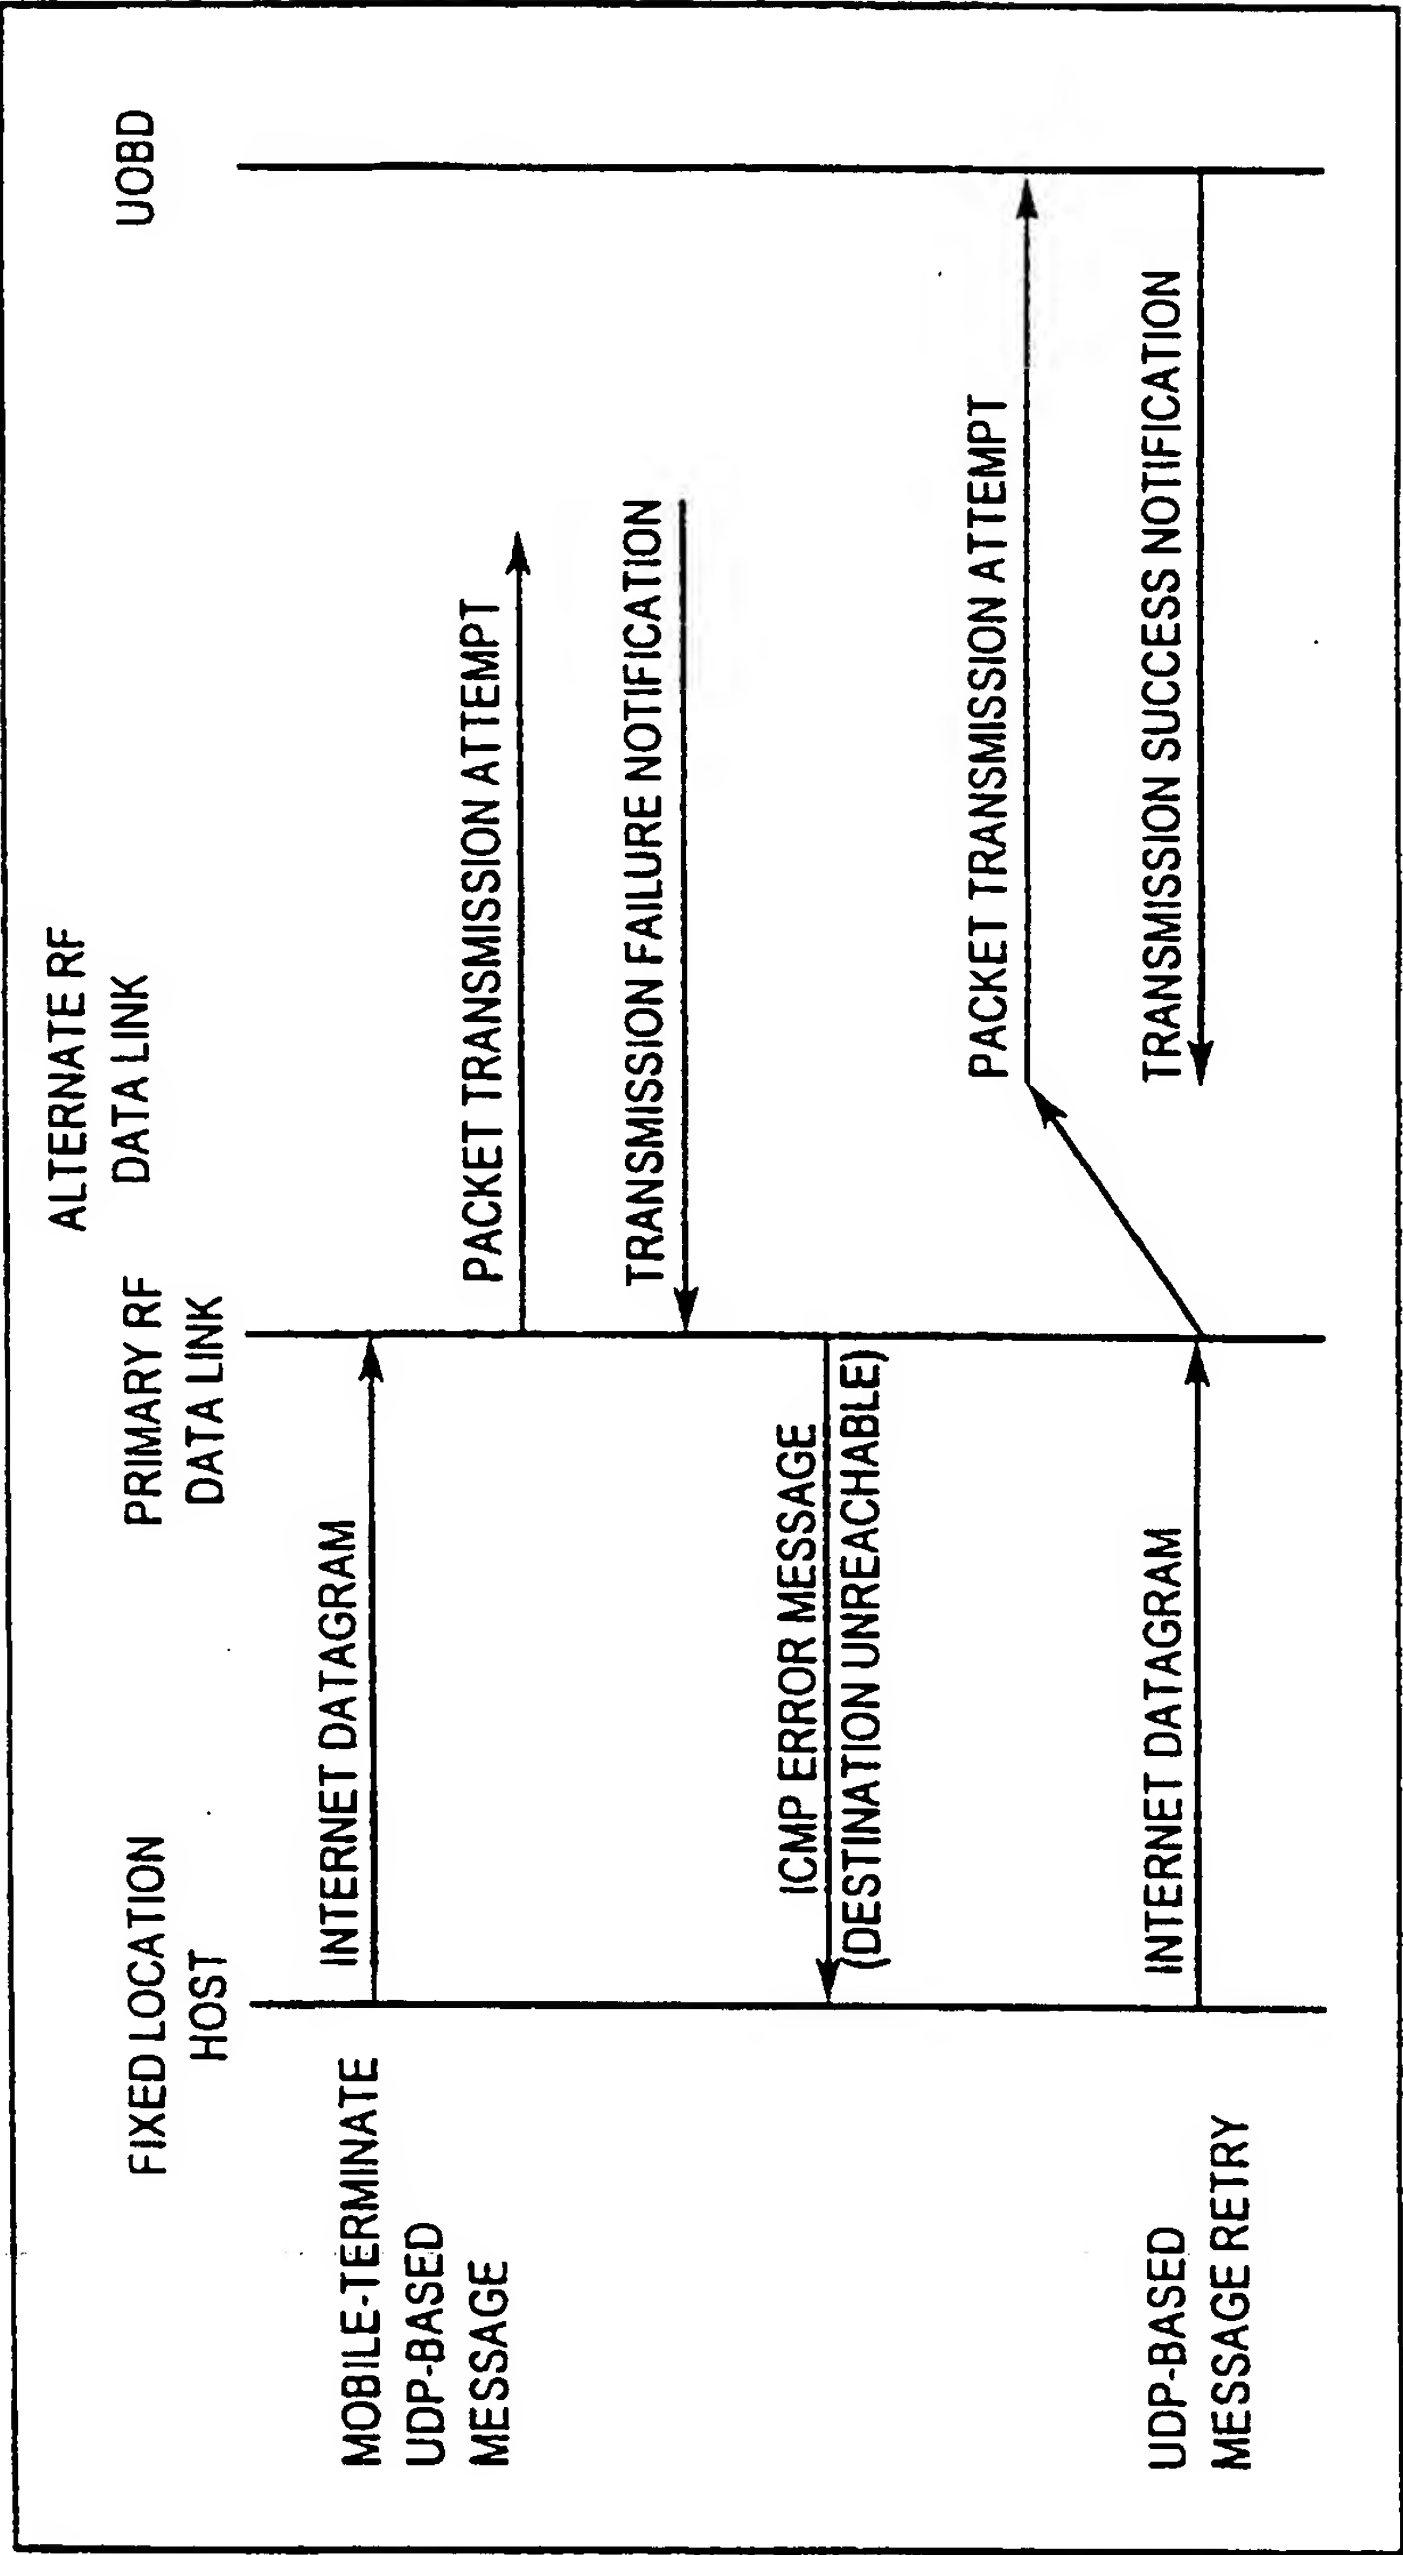 FIXED LOCATION
HOST
PRIMARY RF
DATA LINK
ALTERNATE RF
DATA LINK
UOBD
MOBILE-TERMINATE
UDP-BASED
MESSAGE
INTERNET DATAGRAM
PACKET TRANSMISSION ATTEMPT
TRANSMISSION FAILURE NOTIFICATION
ICMP ERROR MESSAGE
(DESTINATION UNREACHABLE)
PACKET TRANSMISSION ATTEMPT
UDP-BASED
MESSAGE RETRY
INTERNET DATAGRAM
TRANSMISSION SUCCESS NOTIFICATION